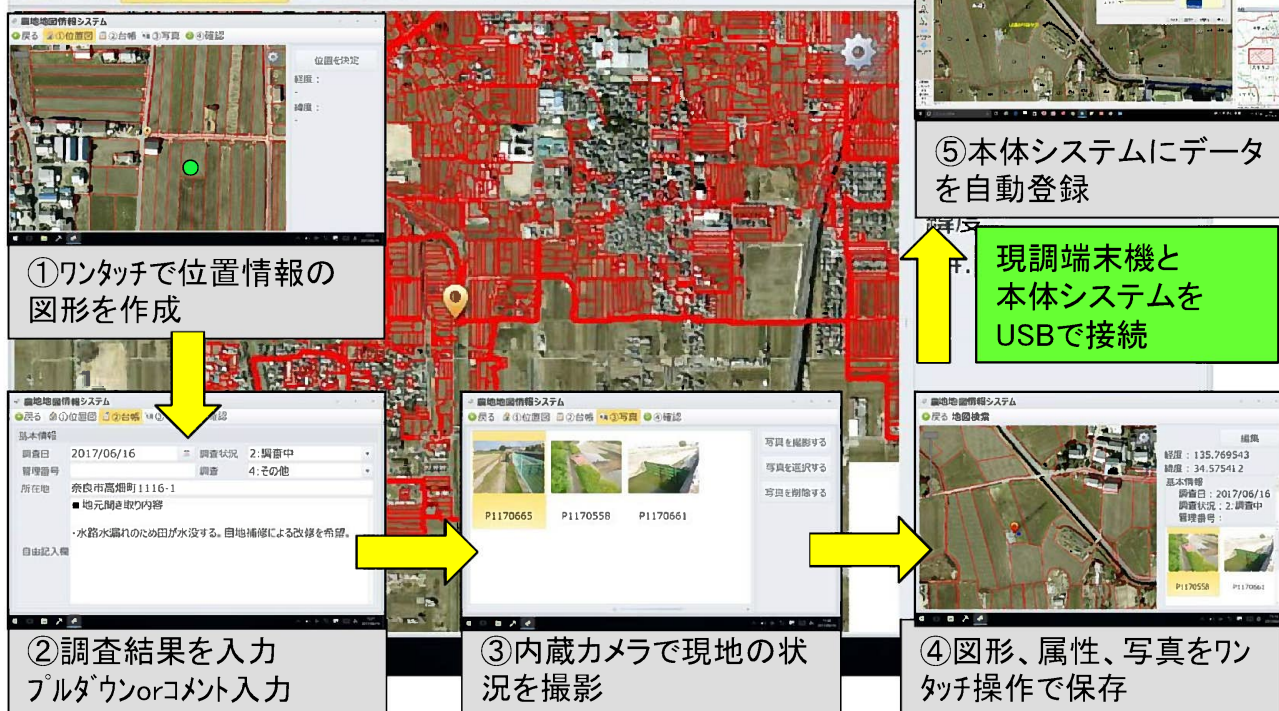 農地地図情報システム
戻る ①位置図 ②台帳 ③写真 ④確認
位置を決定
経度：
-
緯度：
-
①ワンタッチで位置情報の
図形を作成
農地地図情報システム
戻る ①位置図 ②台帳
確認
基本情報
調査日 2017/06/16 調査状況 2:調査中
管理番号 調査 4:その他
所在地 奈良市高畑町1116-1
■地元聞き取り内容
・水路水漏れのため田が水没する。自地補修による改修を希望。
自由記入欄
②調査結果を入力
プルダウンorコメント入力
農地地図情報システム
戻る ①位置図 ②台帳 ③写真 ④確認
写真を撮影する
写真を選択する
写真を削除する
P1170665 P1170558 P1170661
③内蔵カメラで現地の状
況を撮影
農地地図情報システム
戻る 地図検索
編集
経度：135.769543
緯度：34.575412
基本情報
調査日：2017/06/16
調査状況：2:調査中
管理番号：
P1170558 P1170661
④図形、属性、写真をワン
タッチ操作で保存
現調端末機と
本体システムを
USBで接続
⑤本体システムにデータ
を自動登録
緯度